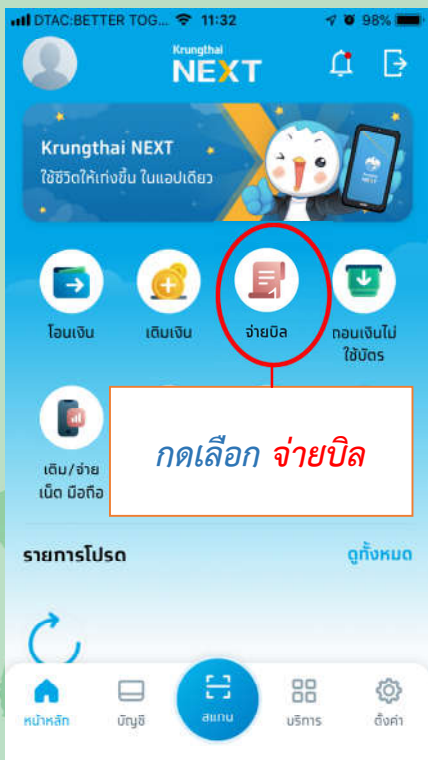 DTAC:BETTER TOG... 11:32 98%
Krungthai
NEXT
Krungthai NEXT
ใช้ชีวิตให้เก่งขึ้น ในแอปเดียว
โอนเงิน เติมเงิน จ่ายบิล ถอนเงินไม่
ใช้บัตร
กดเลือก จ่ายบิล
เติม/จ่าย
เน็ต มือถือ
รายการโปรด ดูทั้งหมด
หน้าหลัก บัญชี สแกน บริการ ตั้งค่า